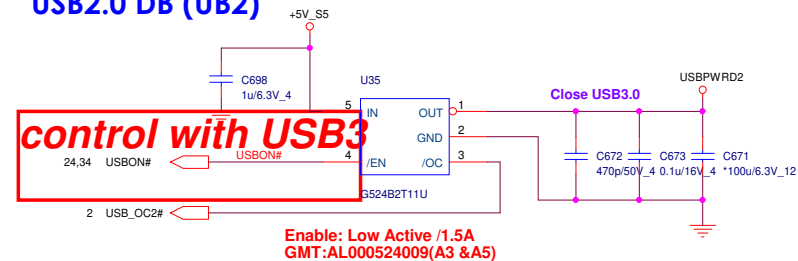 USB2.0 DB (UB2)
+5V_S5
C698
1u/6.3V_4
U35
USBPWRD2
Close USB3.0
5
IN
OUT
1
control with USB3
GND
2
24,34
USBON#
USBON#
4
/EN
/OC
3
C672
470p/50V_4
C673
0.1u/16V_4
C671
*100u/6.3V_12
G524B2T11U
2
USB_OC2#
Enable: Low Active /1.5A
GMT:AL000524009(A3 &A5)